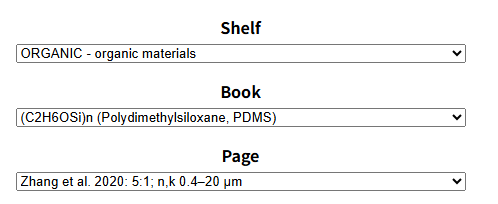 Shelf
ORGANIC - organic materials
Book
(C2H6OSi)n (Polydimethylsiloxane, PDMS)
Page
Zhang et al. 2020: 5:1; n,k 0.4–20 µm